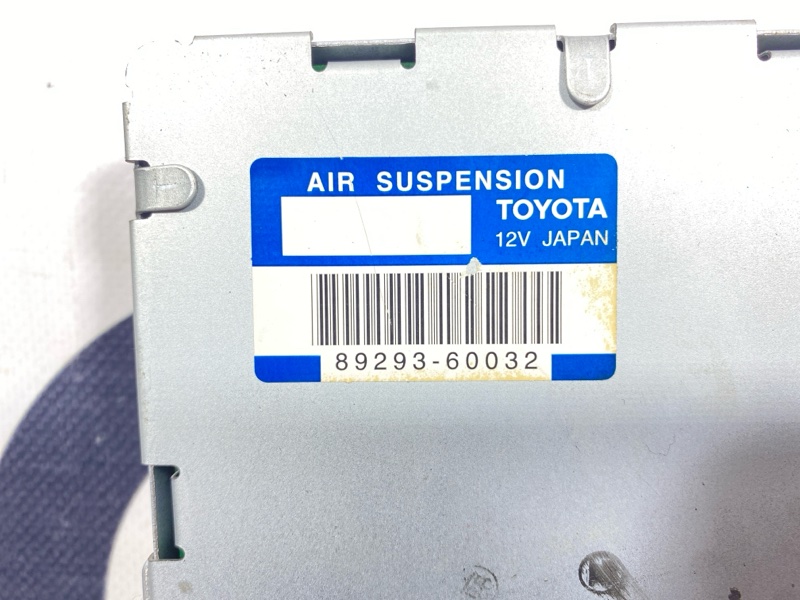 AIR SUSPENSION
TOYOTA
12V JAPAN
89293-60032